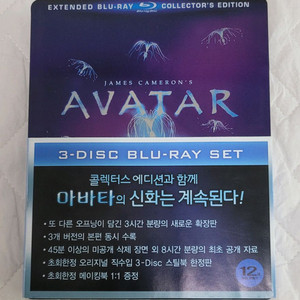 EXTENDED BLU-RAY COLLECTOR'S EDITION
JAMES CAMERON'S
AVATAR
3-DISC BLU-RAY SET
콜렉터스 에디션과 함께
아바타의 신화는 계속된다!
• 또 다른 오프닝이 담긴 3시간 분량의 새로운 확장판
• 3개 버전의 본편 동시 수록
• 45분 이상의 미공개 삭제 장면 외 8시간 분량의 최초 공개 자료
• 초회한정 오리지널 직수입 3-Disc 스틸북 한정판
• 초회한정 메이킹북 1:1 증정
12